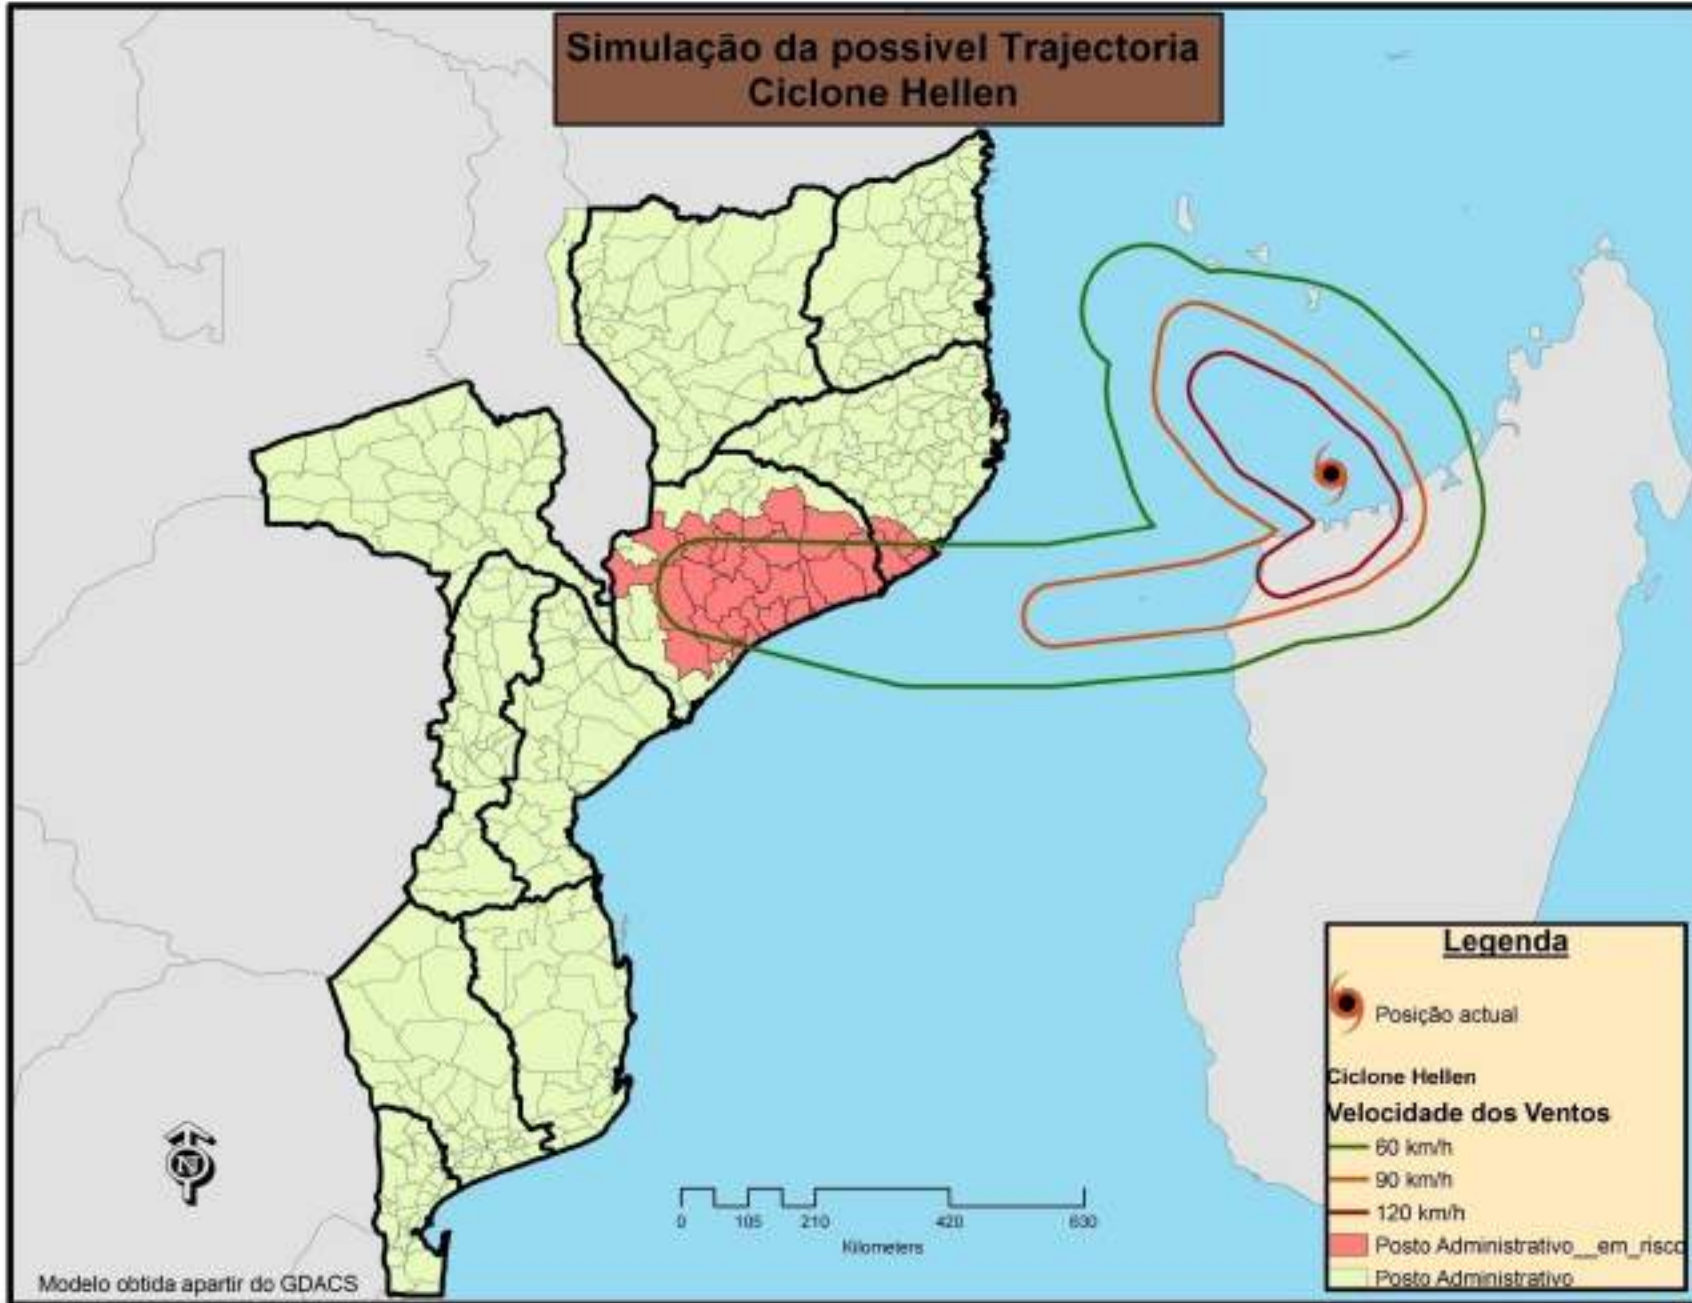 Simulação da possivel Trajectoria
Ciclone Hellen
Legenda
Posição actual
Ciclone Hellen
Velocidade dos Ventos
60 km/h
90 km/h
120 km/h
Posto Administrativo__em_risco
Posto Administrativo
N
0 105 210 420 630
Kilometers
Modelo obtida apartir do GDACS